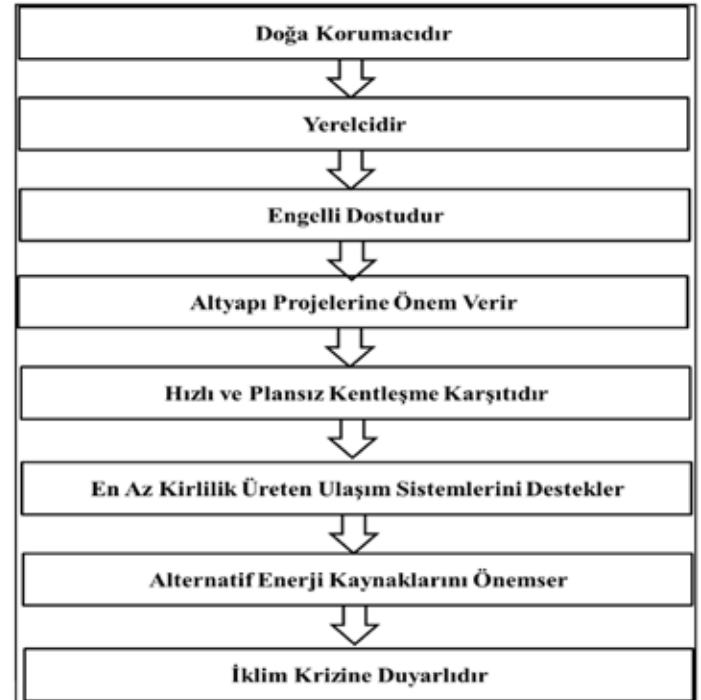 Doğa Korumacıdır
Yerelcidir
Engelli Dostudur
Altyapı Projelerine Önem Verir
Hızlı ve Plansız Kentleşme Karşıtıdır
En Az Kirlilik Üreten Ulaşım Sistemlerini Destekler
Alternatif Enerji Kaynaklarını Önemser
İklim Krizine Duyarlıdır